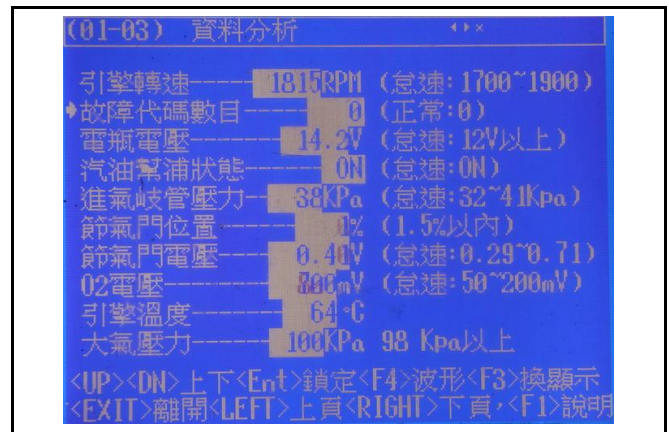 (01-03) 資料分析
引擎轉速-----1815RPM (怠速:1700~1900)
故障代碼數目----0 (正常:0)
電瓶電壓------14.2V (怠速:12V以上)
汽油幫浦狀態-----ON (怠速:ON)
進氣岐管壓力---38KPa (怠速:32~41Kpa)
節氣門位置------0% (1.5%以內)
節氣門電壓----0.40V (怠速:0.29~0.71)
O2電壓--------mV (怠速:50~200mV)
引擎溫度-------64°C
大氣壓力-----100KPa 98 Kpa以上
<UP><DN>上下<Ent>鎖定<F4>波形<F3>換顯示
<EXIT>離開<LEFT>上頁<RIGHT>下頁,<F1>說明